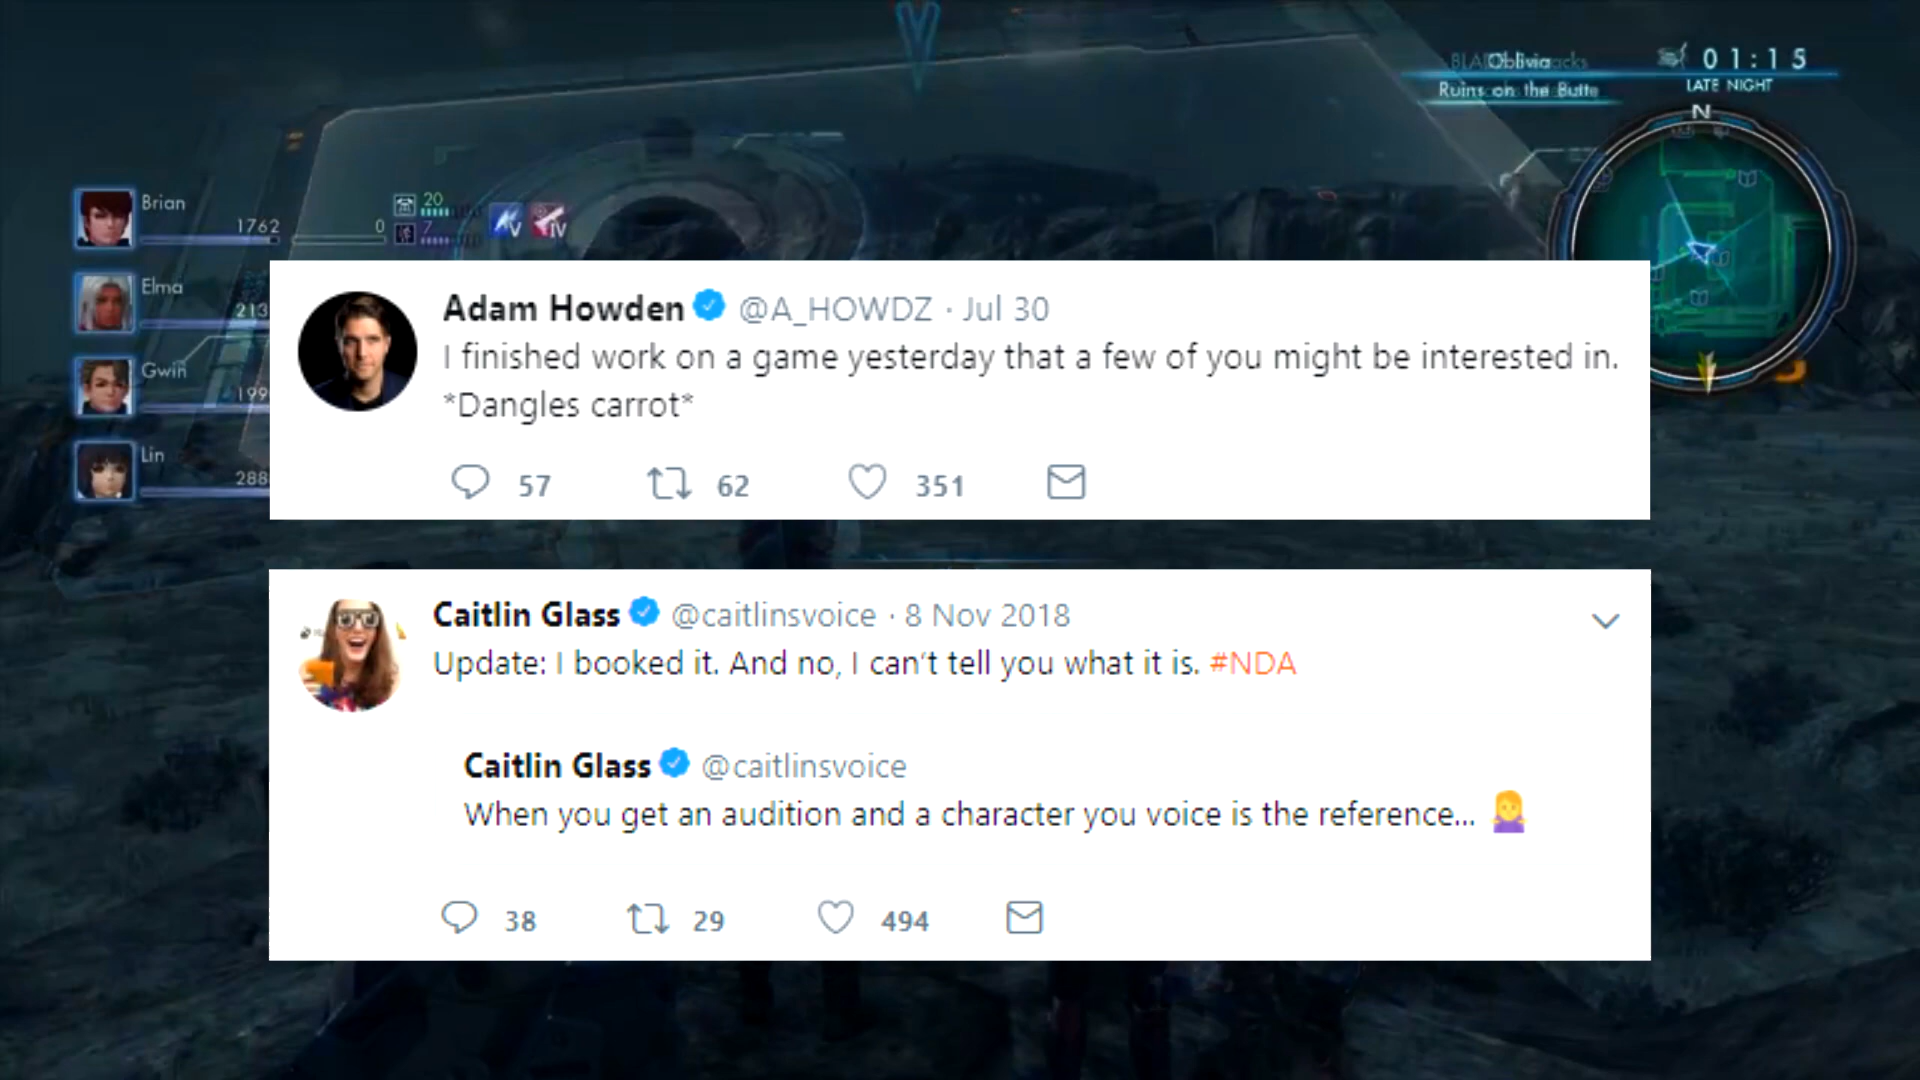 Oblivia
Ruins on the Butte
01:15
LATE NIGHT
N
Brian
1762
0
20
7
V
IV
Elma
213
Gwin
199
Lin
288
Adam Howden @A_HOWDZ · Jul 30
I finished work on a game yesterday that a few of you might be interested in.
*Dangles carrot*
57 62 351
Caitlin Glass @caitlinsvoice · 8 Nov 2018
Update: I booked it. And no, I can't tell you what it is. #NDA
Caitlin Glass @caitlinsvoice
When you get an audition and a character you voice is the reference...
38 29 494